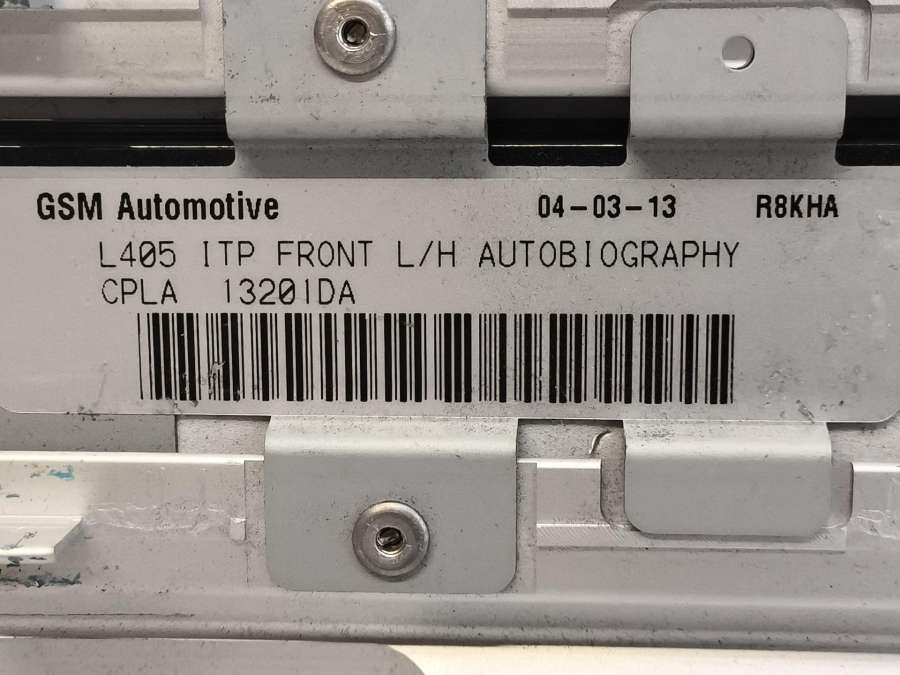 GSM Automotive 04-03-13 R8KHA
L405 ITP FRONT L/H AUTOBIOGRAPHY
CPLA 13201DA